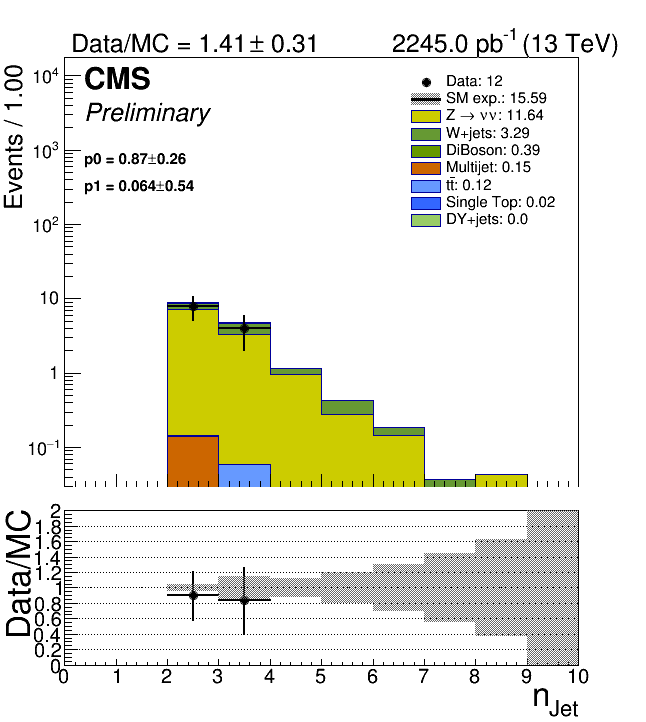 Data/MC = 1.41 ± 0.31 2245.0 pb⁻¹ (13 TeV)
Events / 1.00
10⁴
10³
10²
10
1
10⁻¹
CMS
Preliminary
p0 = 0.87±0.26
p1 = 0.064±0.54
Data: 12
SM exp.: 15.59
Z → νν: 11.64
W+jets: 3.29
DiBoson: 0.39
Multijet: 0.15
tt̄: 0.12
Single Top: 0.02
DY+jets: 0.0
Data/MC
2
1.8
1.6
1.4
1.2
1
0.8
0.6
0.4
0.2
0
0 1 2 3 4 5 6 7 8 9 10
n_Jet